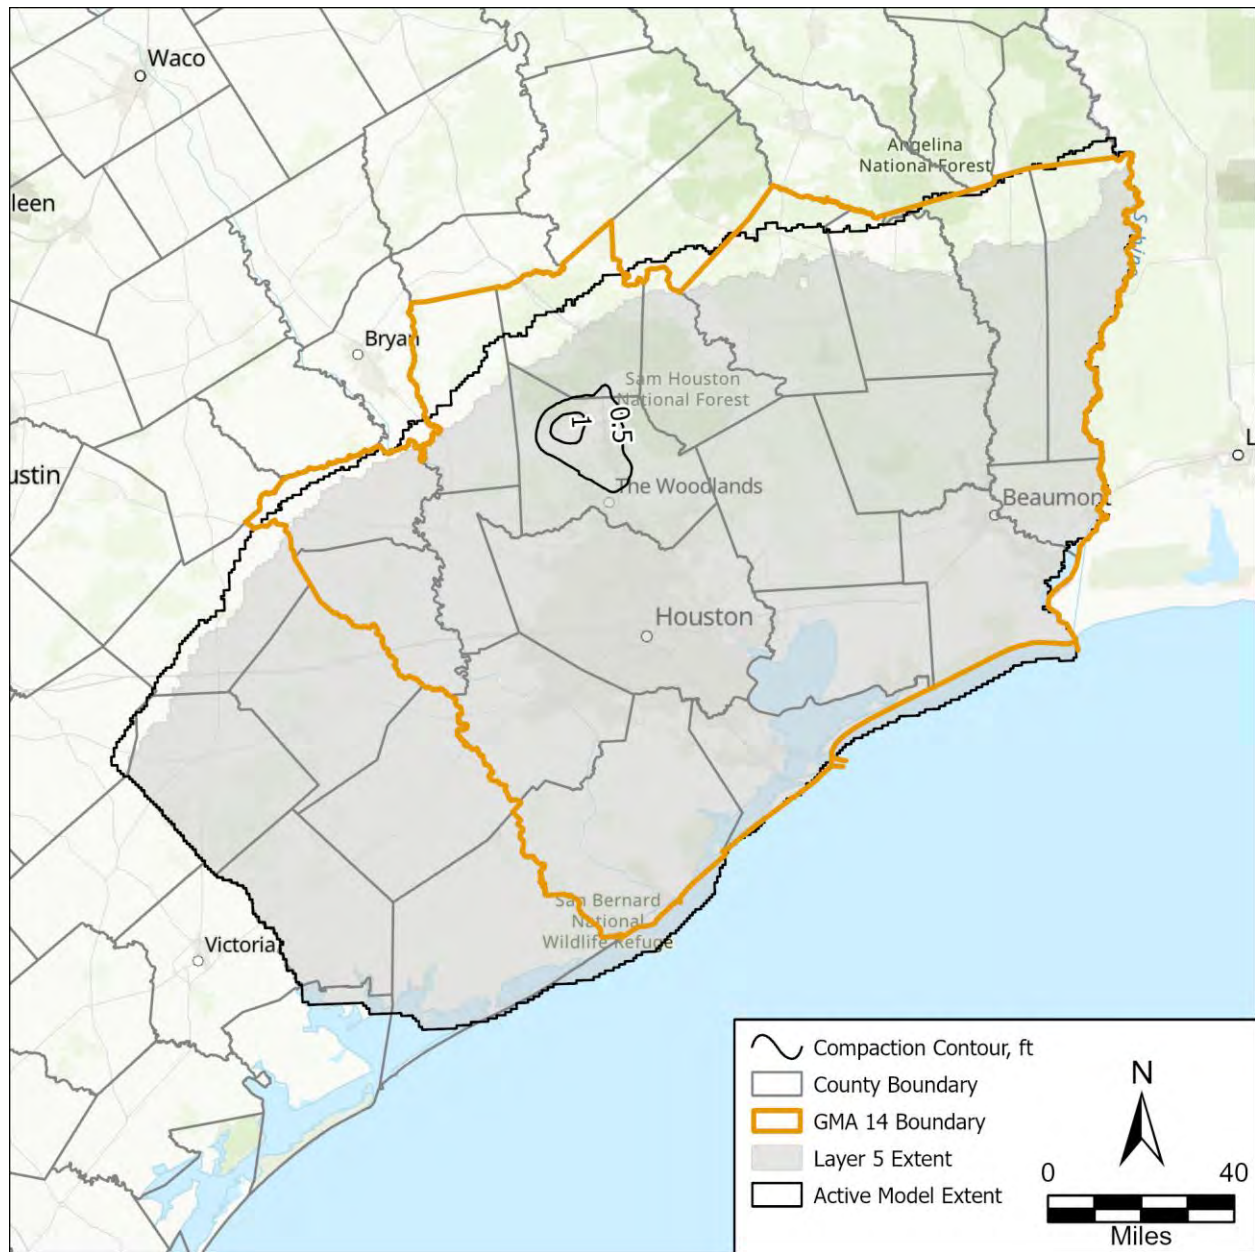 Waco
Angelina
National Forest
leen
Sabine
Bryan
Sam Houston
National Forest
1
0.5
ustin
L
The Woodlands
Beaumont
Houston
San Bernard
National
Wildlife Refuge
Victoria
Compaction Contour, ft
County Boundary
GMA 14 Boundary
Layer 5 Extent
Active Model Extent
N
0 40
Miles